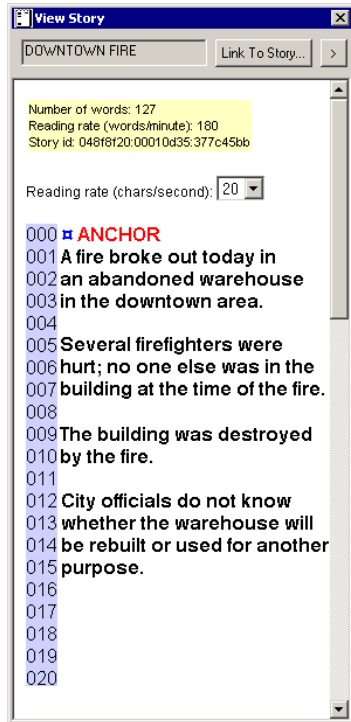 View Story
DOWNTOWN FIRE
Link To Story...
>
Number of words: 127
Reading rate (words/minute): 180
Story id: 048f8f20:00010d35:377c45bb
Reading rate (chars/second): 20
000 ¤ ANCHOR
001 A fire broke out today in
002 an abandoned warehouse
003 in the downtown area.
004
005 Several firefighters were
006 hurt; no one else was in the
007 building at the time of the fire.
008
009 The building was destroyed
010 by the fire.
011
012 City officials do not know
013 whether the warehouse will
014 be rebuilt or used for another
015 purpose.
016
017
018
019
020